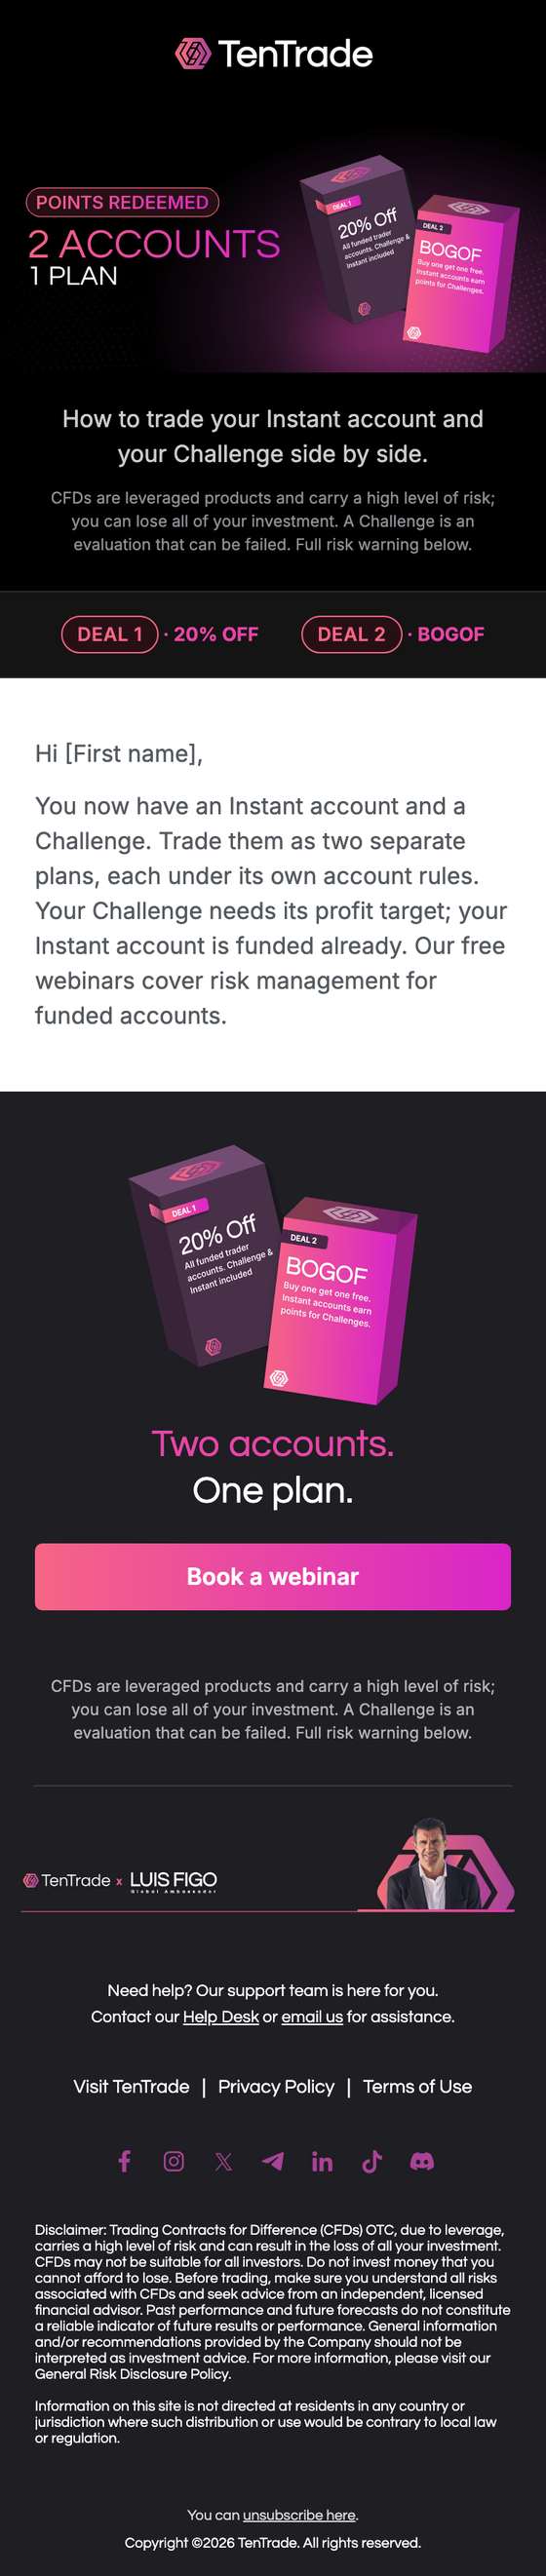 TenTrade
POINTS REDEEMED
2 ACCOUNTS
1 PLAN
DEAL 1
20% Off
All funded trader
accounts. Challenge &
Instant included
DEAL 2
BOGOF
Buy one get one free.
Instant accounts earn
points for Challenges.
How to trade your Instant account and
your Challenge side by side.
CFDs are leveraged products and carry a high level of risk;
you can lose all of your investment. A Challenge is an
evaluation that can be failed. Full risk warning below.
DEAL 1 · 20% OFF DEAL 2 · BOGOF
Hi [First name],
You now have an Instant account and a
Challenge. Trade them as two separate
plans, each under its own account rules.
Your Challenge needs its profit target; your
Instant account is funded already. Our free
webinars cover risk management for
funded accounts.
DEAL 1
20% Off
All funded trader
accounts. Challenge &
Instant included
DEAL 2
BOGOF
Buy one get one free.
Instant accounts earn
points for Challenges.
Two accounts.
One plan.
Book a webinar
CFDs are leveraged products and carry a high level of risk;
you can lose all of your investment. A Challenge is an
evaluation that can be failed. Full risk warning below.
TenTrade x LUIS FIGO
Global Ambassador
Need help? Our support team is here for you.
Contact our Help Desk or email us for assistance.
Visit TenTrade | Privacy Policy | Terms of Use
Disclaimer: Trading Contracts for Difference (CFDs) OTC, due to leverage,
carries a high level of risk and can result in the loss of all your investment.
CFDs may not be suitable for all investors. Do not invest money that you
cannot afford to lose. Before trading, make sure you understand all risks
associated with CFDs and seek advice from an independent, licensed
financial advisor. Past performance and future forecasts do not constitute
a reliable indicator of future results or performance. General information
and/or recommendations provided by the Company should not be
interpreted as investment advice. For more information, please visit our
General Risk Disclosure Policy.
Information on this site is not directed at residents in any country or
jurisdiction where such distribution or use would be contrary to local law
or regulation.
You can unsubscribe here.
Copyright ©2026 TenTrade. All rights reserved.